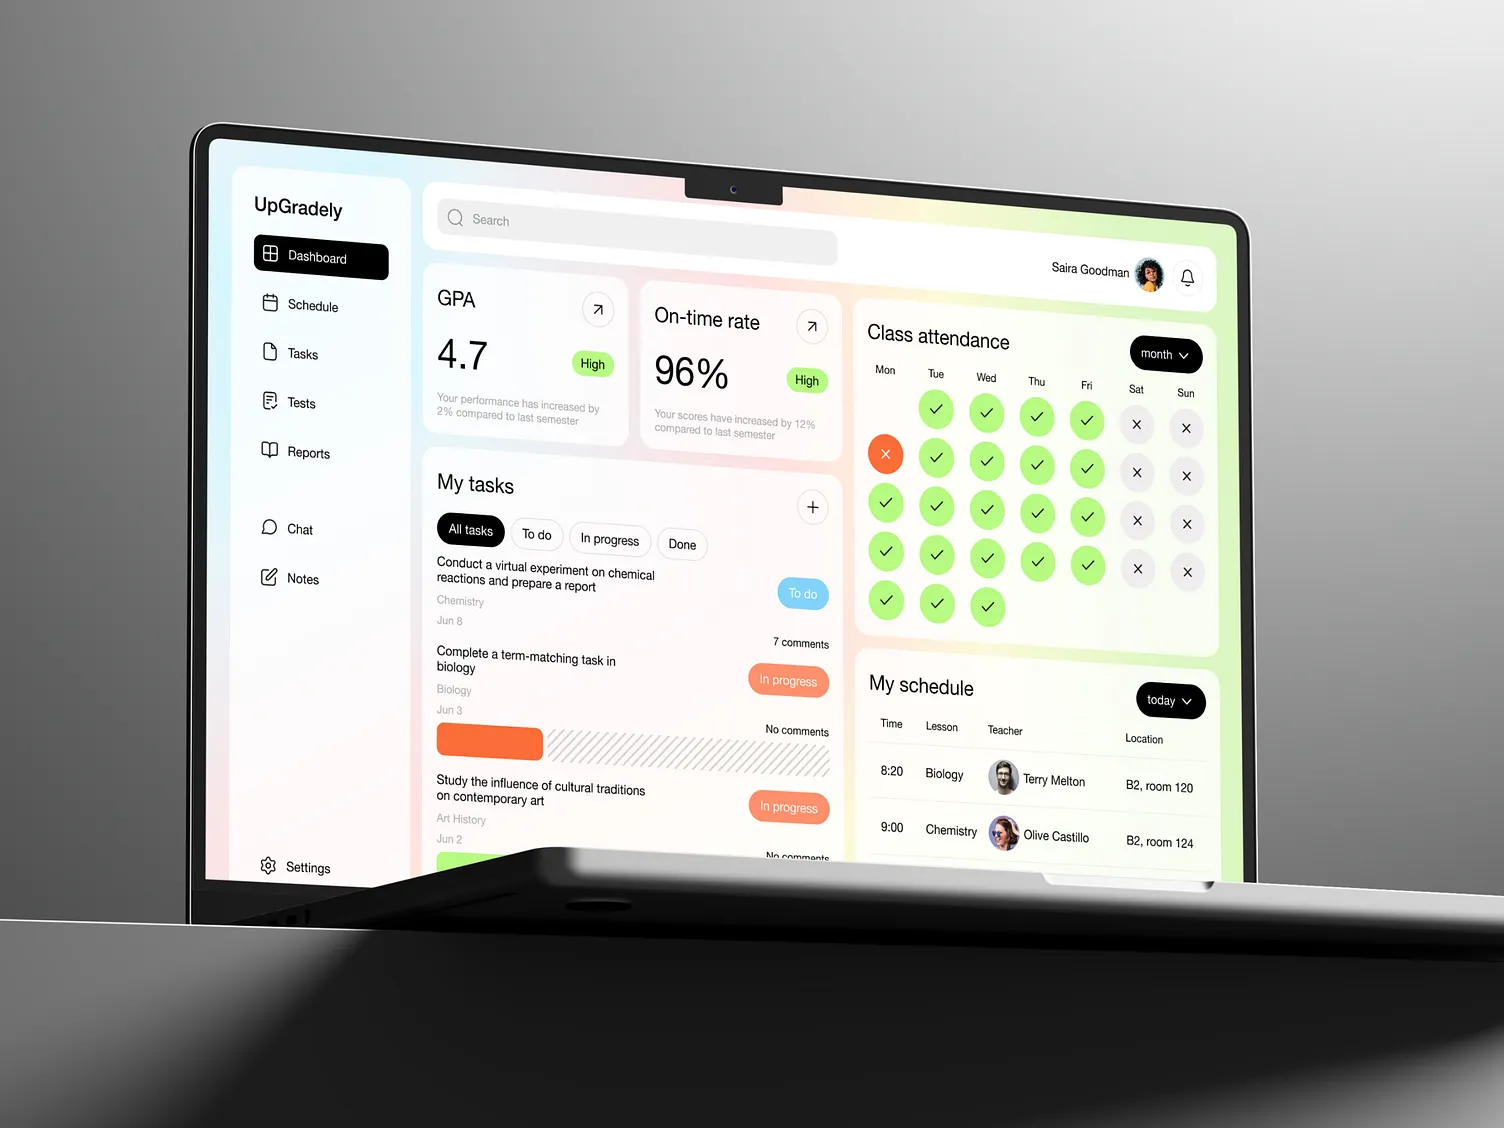 UpGradely
Dashboard
Schedule
Tasks
Tests
Reports
Chat
Notes
Settings
Search
Saira Goodman
GPA
4.7
High
Your performance has increased by
2% compared to last semester
On-time rate
96%
High
Your scores have increased by 12%
compared to last semester
My tasks
All tasks
To do
In progress
Done
Conduct a virtual experiment on chemical
reactions and prepare a report
Chemistry
Jun 8
To do
7 comments
Complete a term-matching task in
biology
Biology
Jun 3
In progress
No comments
Study the influence of cultural traditions
on contemporary art
Art History
Jun 2
In progress
No comments
Class attendance
month
Mon Tue Wed Thu Fri Sat Sun
My schedule
today
Time Lesson Teacher Location
8:20 Biology Terry Melton B2, room 120
9:00 Chemistry Olive Castillo B2, room 124